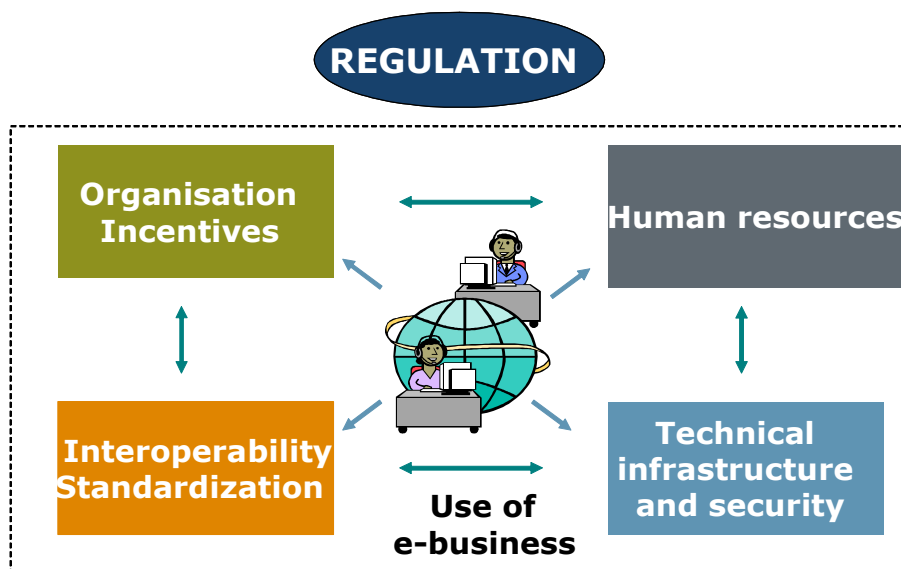 REGULATION
Organisation
Incentives
Human resources
Interoperability
Standardization
Technical
infrastructure
and security
Use of
e-business